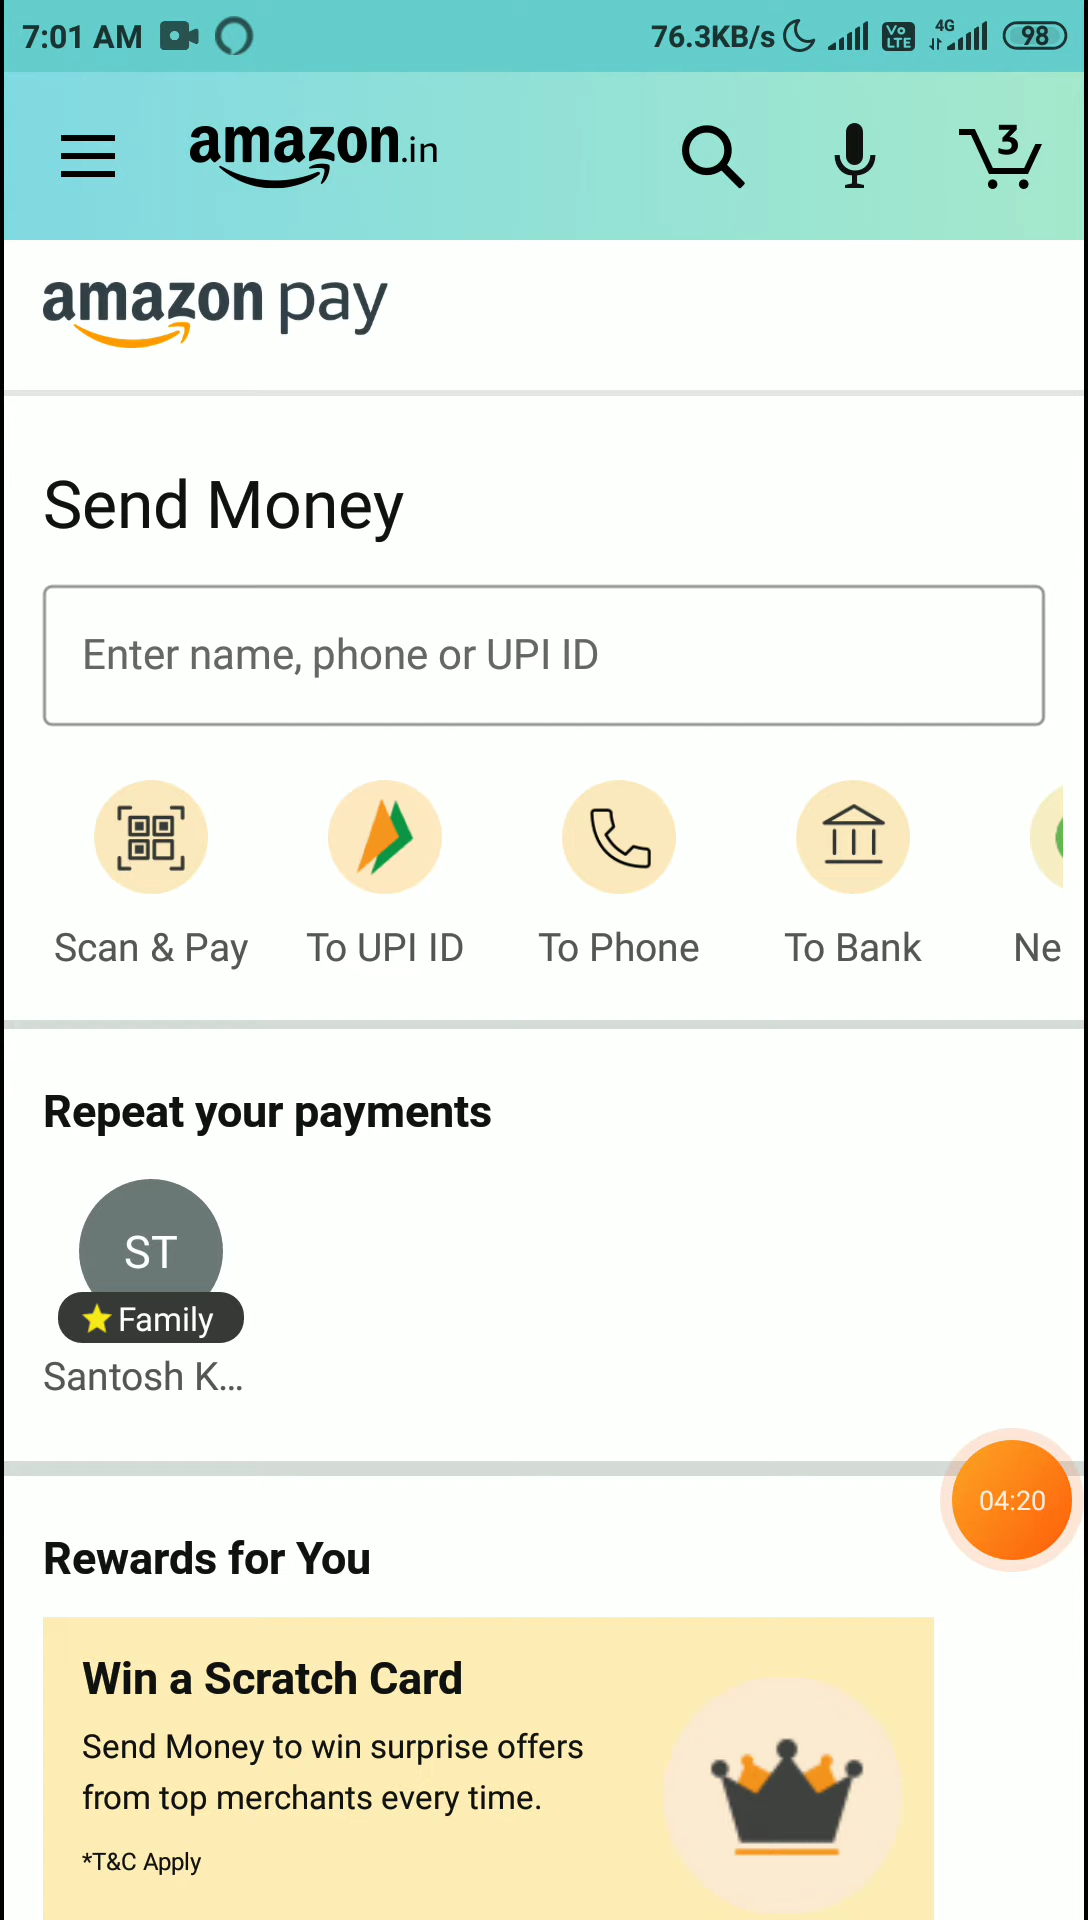 7:01 AM 76.3KB/s Vo LTE 4G 98
amazon.in 3
amazon pay
Send Money
Enter name, phone or UPI ID
Scan & Pay To UPI ID To Phone To Bank Ne
Repeat your payments
ST
Family
Santosh K...
04:20
Rewards for You
Win a Scratch Card
Send Money to win surprise offers
from top merchants every time.
*T&C Apply